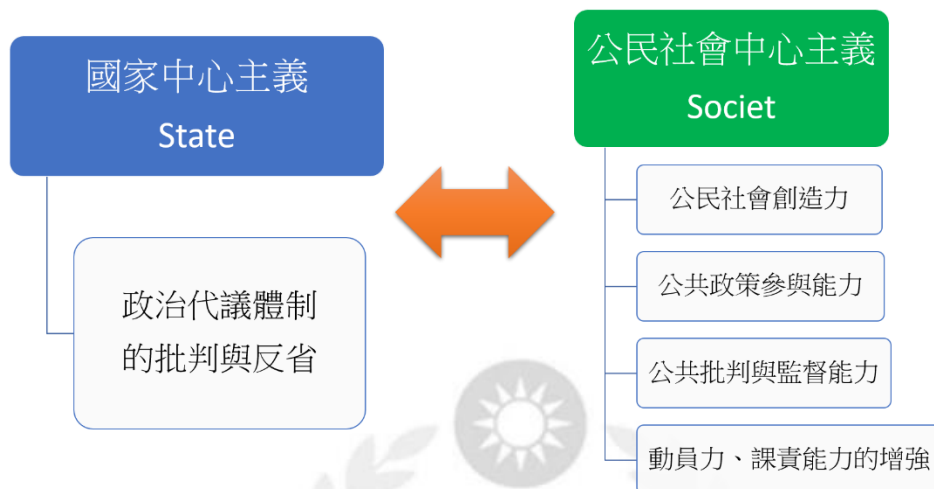 國家中心主義
State
政治代議體制
的批判與反省
公民社會中心主義
Societ
公民社會創造力
公共政策參與能力
公共批判與監督能力
動員力、課責能力的增強